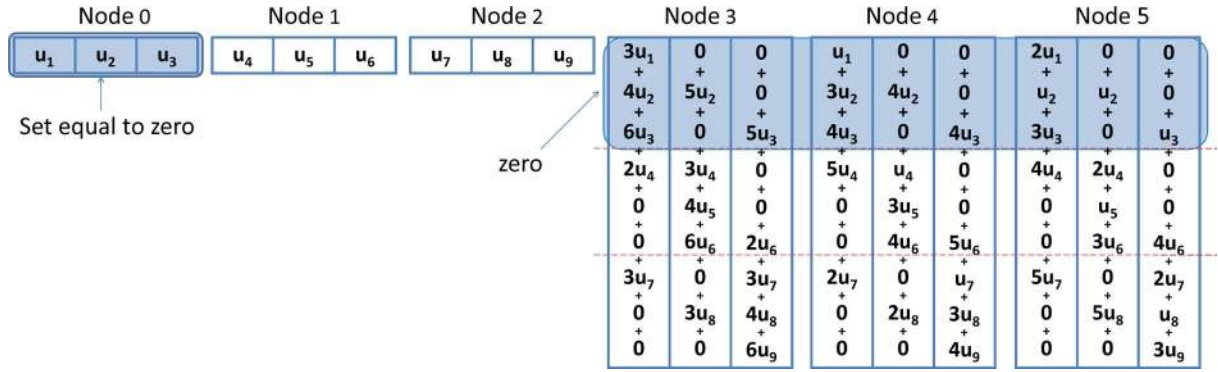 Node 0 Node 1 Node 2 Node 3 Node 4 Node 5
u1 u2 u3 u4 u5 u6 u7 u8 u9 3u1 0 0 u1 0 0 2u1 0 0
+ + + + + + + + +
4u2 5u2 0 3u2 4u2 0 u2 u2 0
+ + + + + + + + +
Set equal to zero 6u3 0 5u3 4u3 0 4u3 3u3 0 u3
+ + + + + + + + +
zero 2u4 3u4 0 5u4 u4 0 4u4 2u4 0
+ + + + + + + + +
0 4u5 0 0 3u5 0 0 u5 0
+ + + + + + + + +
0 6u6 2u6 0 4u6 5u6 0 3u6 4u6
+ + + + + + + + +
3u7 0 3u7 2u7 0 u7 5u7 0 2u7
+ + + + + + + + +
0 3u8 4u8 0 2u8 3u8 0 5u8 u8
+ + + + + + + + +
0 0 6u9 0 0 4u9 0 0 3u9